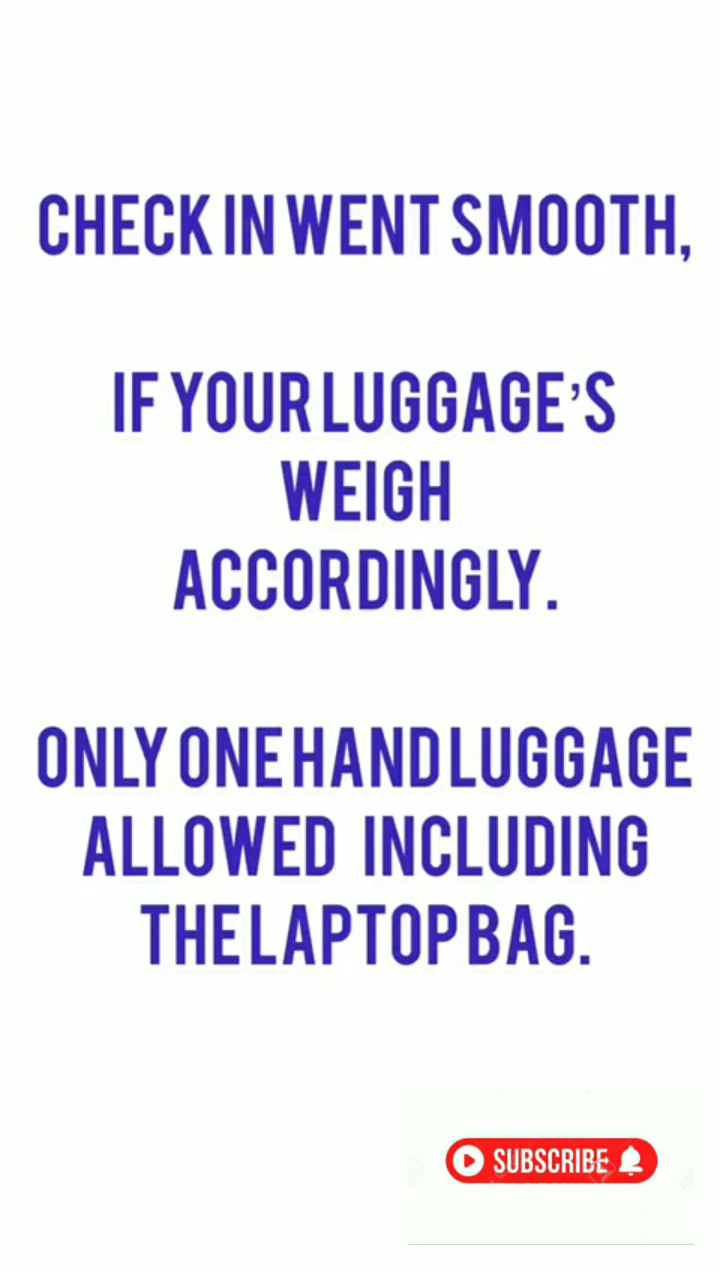 CHECK IN WENT SMOOTH,
IF YOUR LUGGAGE'S
WEIGH
ACCORDINGLY.
ONLY ONE HAND LUGGAGE
ALLOWED INCLUDING
THE LAPTOP BAG.
SUBSCRIBE